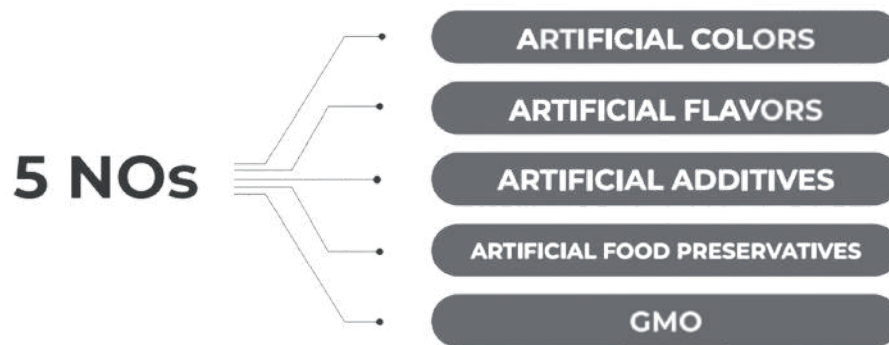 5 NOs
ARTIFICIAL COLORS
ARTIFICIAL FLAVORS
ARTIFICIAL ADDITIVES
ARTIFICIAL FOOD PRESERVATIVES
GMO